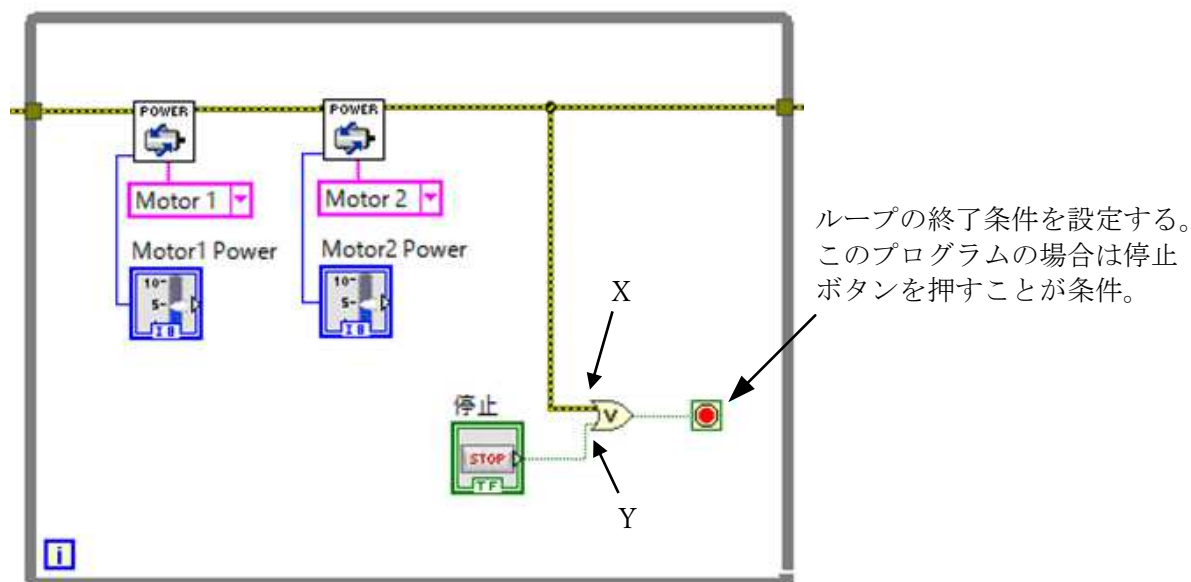 POWER
POWER
Motor 1
Motor 2
Motor1 Power
Motor2 Power
10-
5-
I8
10-
5-
I8
ループの終了条件を設定する。
このプログラムの場合は停止
ボタンを押すことが条件。
X
停止
V
STOP
TF
Y
i